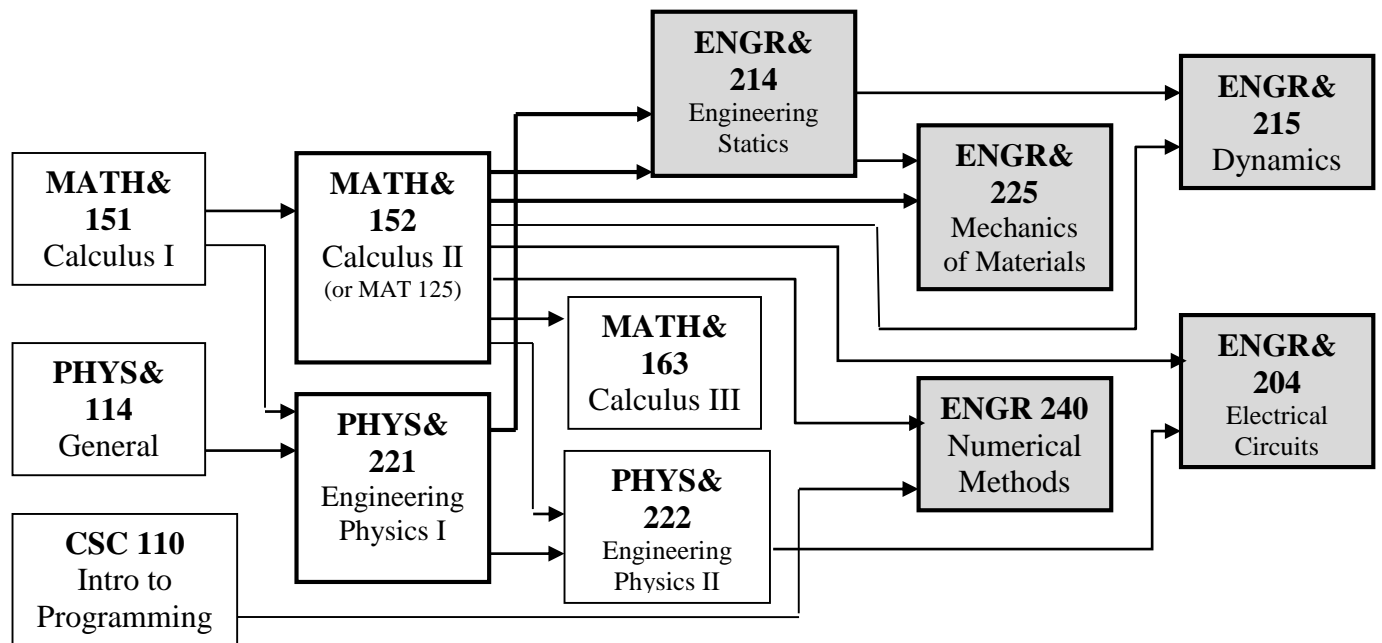 MATH&
151
Calculus I
PHYS&
114
General
CSC 110
Intro to
Programming
MATH&
152
Calculus II
(or MAT 125)
PHYS&
221
Engineering
Physics I
ENGR&
214
Engineering
Statics
MATH&
163
Calculus III
PHYS&
222
Engineering
Physics II
ENGR&
225
Mechanics
of Materials
ENGR 240
Numerical
Methods
ENGR&
215
Dynamics
ENGR&
204
Electrical
Circuits